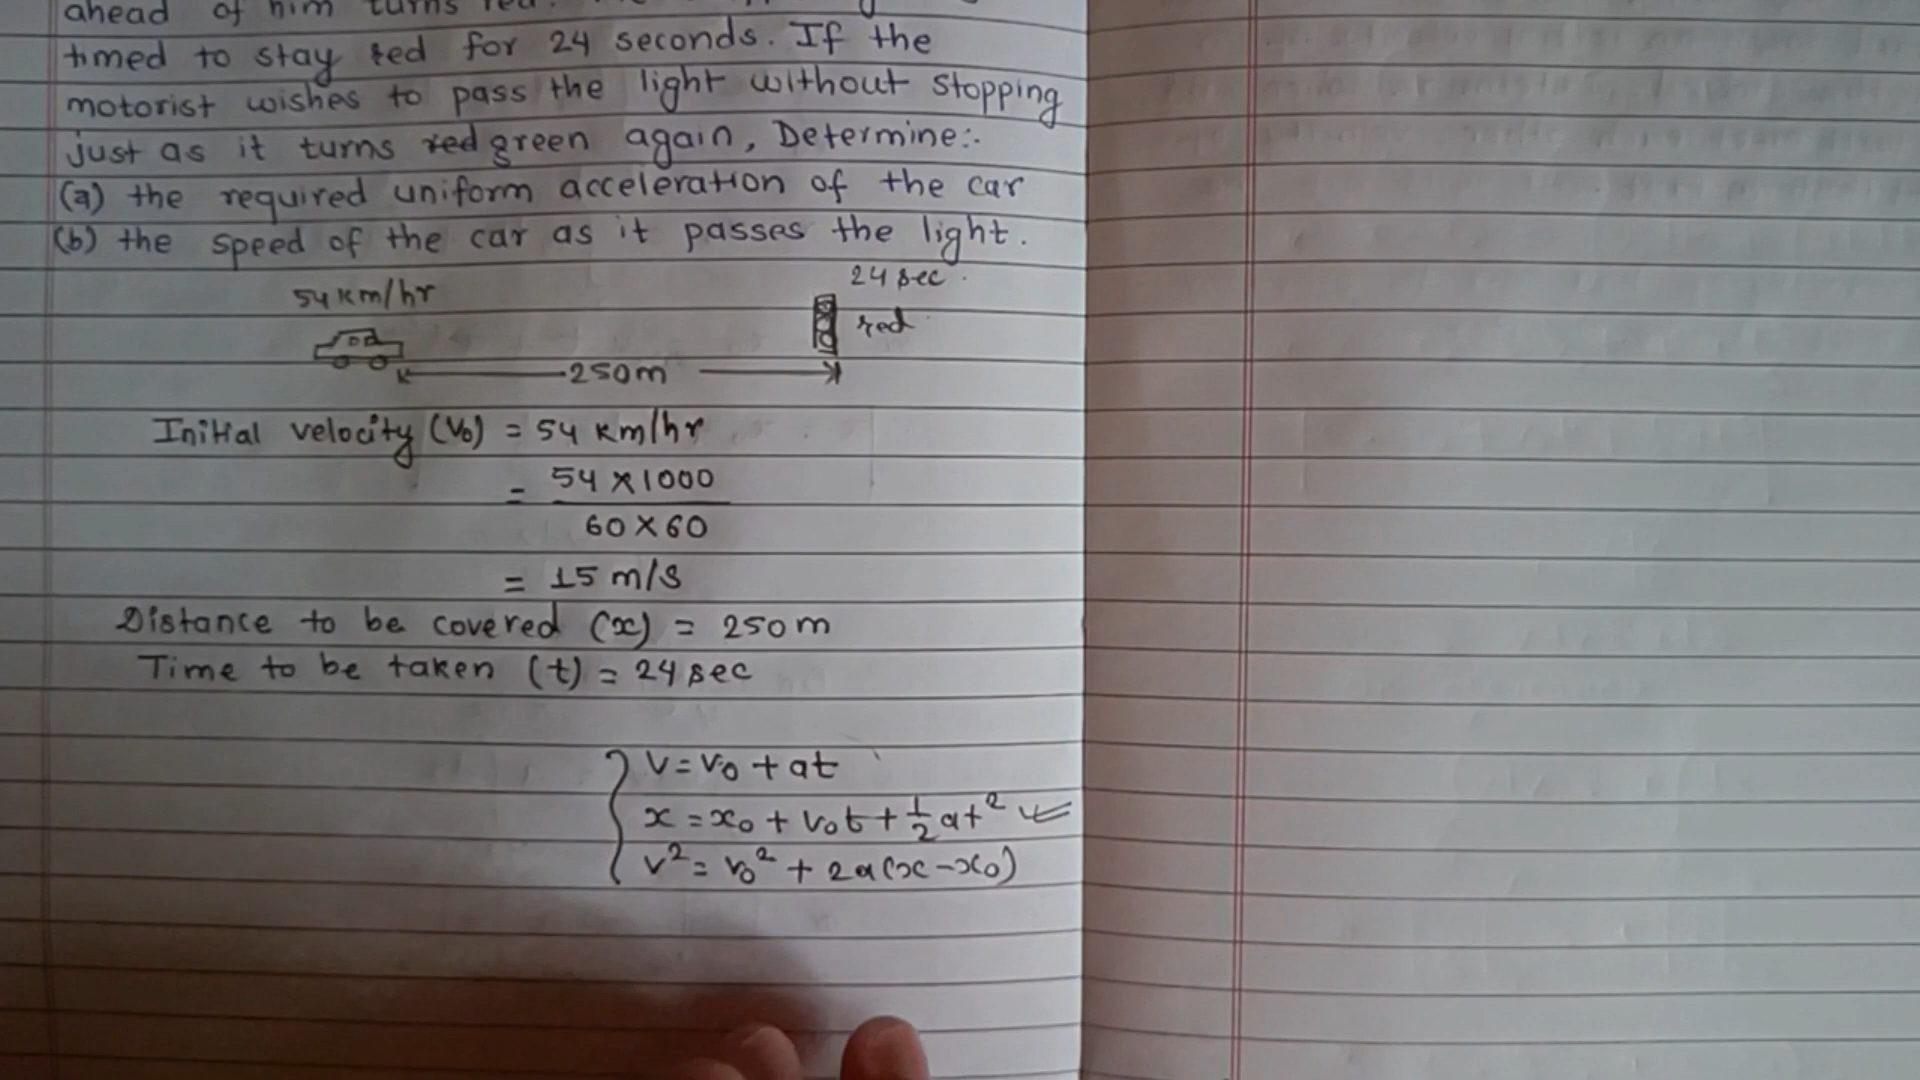 ahead of him turns red.
timed to stay red for 24 seconds. If the
motorist wishes to pass the light without stopping
just as it turns red green again, Determine:-
(a) the required uniform acceleration of the car
(b) the speed of the car as it passes the light.
24 sec.
54 Km/hr
red
250m
Initial velocity (V₀) = 54 Km/hr
= 54 × 1000
60 × 60
= 15 m/s
Distance to be covered (x) = 250 m
Time to be taken (t) = 24 sec
v = v₀ + at
x = x₀ + v₀t + ½at²
v² = v₀² + 2a(x-x₀)